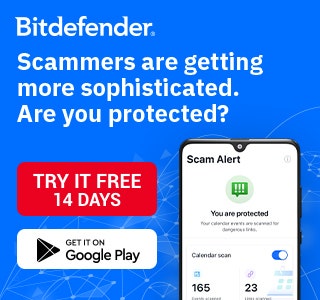 Bitdefender®
Scammers are getting
more sophisticated.
Are you protected?
TRY IT FREE
14 DAYS
GET IT ON
Google Play
Scam Alert
You are protected
Your calendar events are scanned for
dangerous links.
Calendar scan
165
23
Events scanned
Links scanned